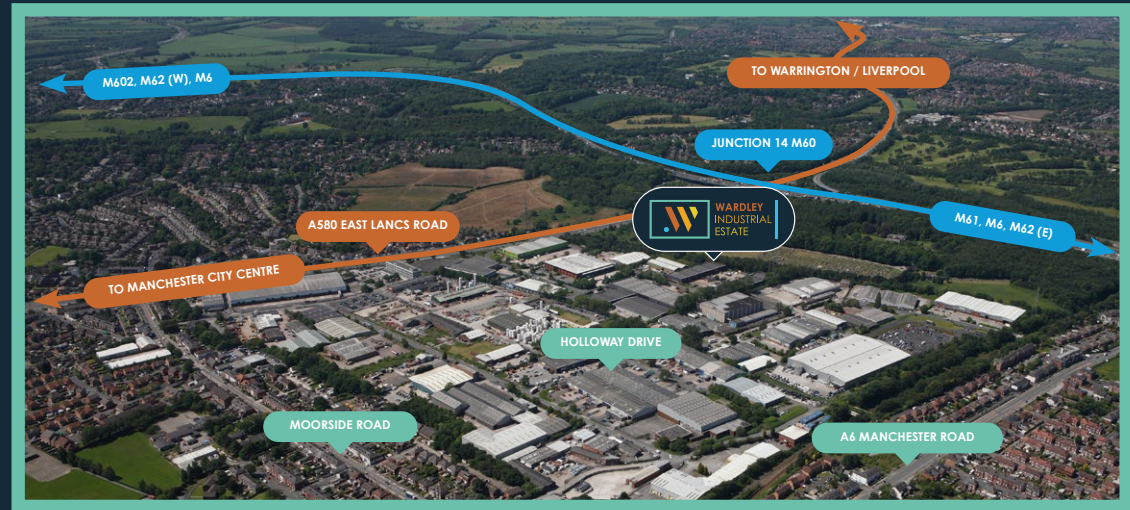 M602, M62 (W), M6
TO WARRINGTON / LIVERPOOL
JUNCTION 14 M60
WARDLEY
INDUSTRIAL
ESTATE
M61, M6, M62 (E)
A580 EAST LANCS ROAD
TO MANCHESTER CITY CENTRE
HOLLOWAY DRIVE
MOORSIDE ROAD
A6 MANCHESTER ROAD